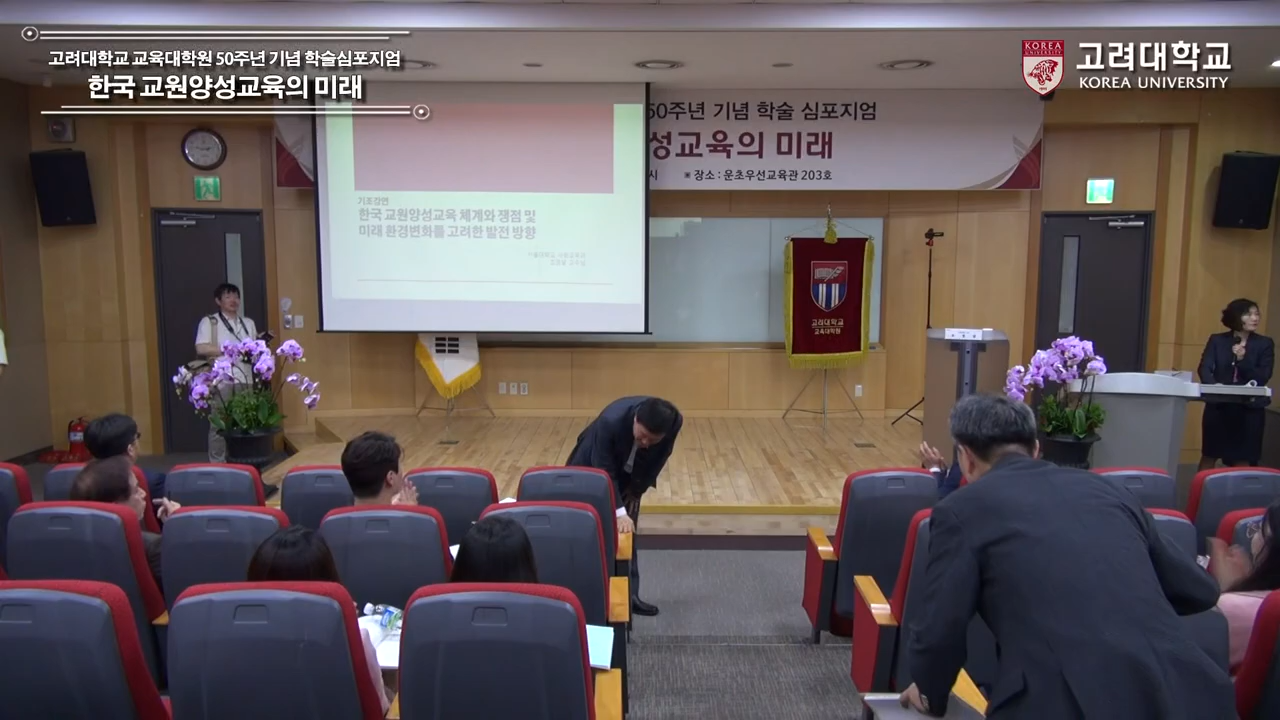 고려대학교 교육대학원 50주년 기념 학술심포지엄
한국 교원양성교육의 미래
KOREA
UNIVERSITY
고려대학교
KOREA UNIVERSITY
50주년 기념 학술 심포지엄
성교육의 미래
시 ▣ 장소 : 운초우선교육관 203호
기조강연
한국 교원양성교육 체계와 쟁점 및
미래 환경변화를 고려한 발전 방향
고려대학교
교육대학원